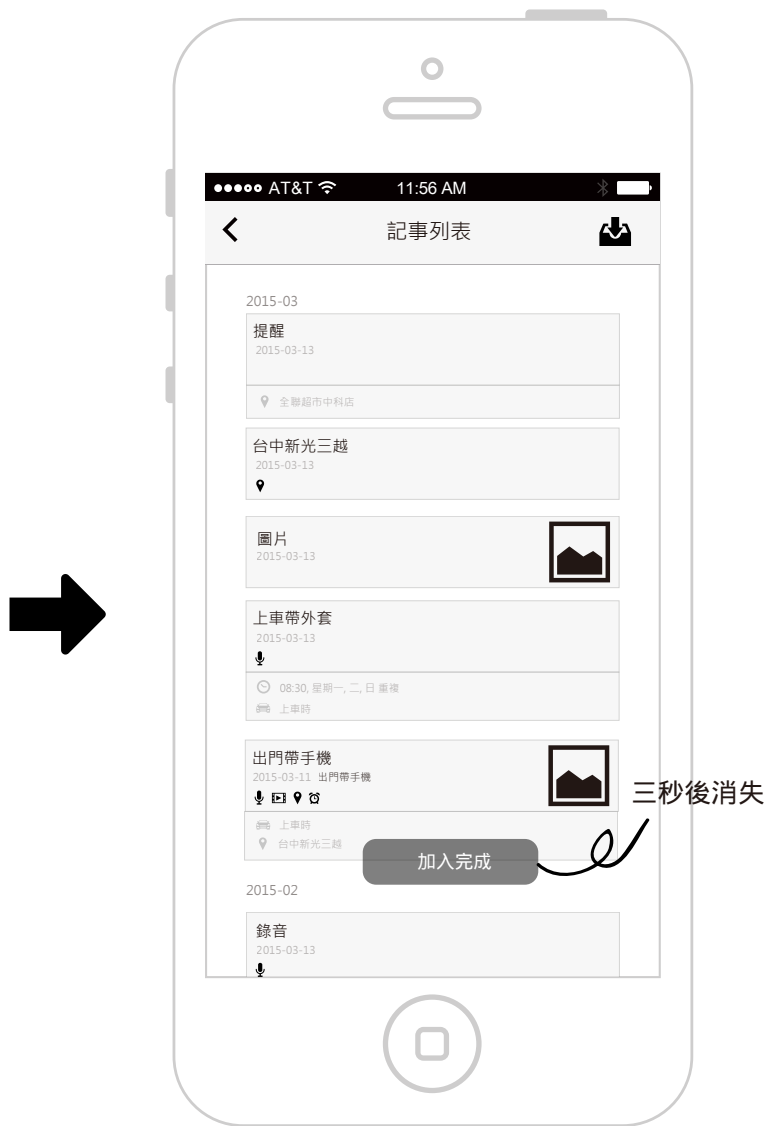 AT&T 11:56 AM
記事列表
2015-03
提醒
2015-03-13
全聯超市中科店
台中新光三越
2015-03-13
圖片
2015-03-13
上車帶外套
2015-03-13
08:30, 星期一, 二, 日 重複
上車時
出門帶手機
2015-03-11 出門帶手機
三秒後消失
上車時
台中新光三越
加入完成
2015-02
錄音
2015-03-13